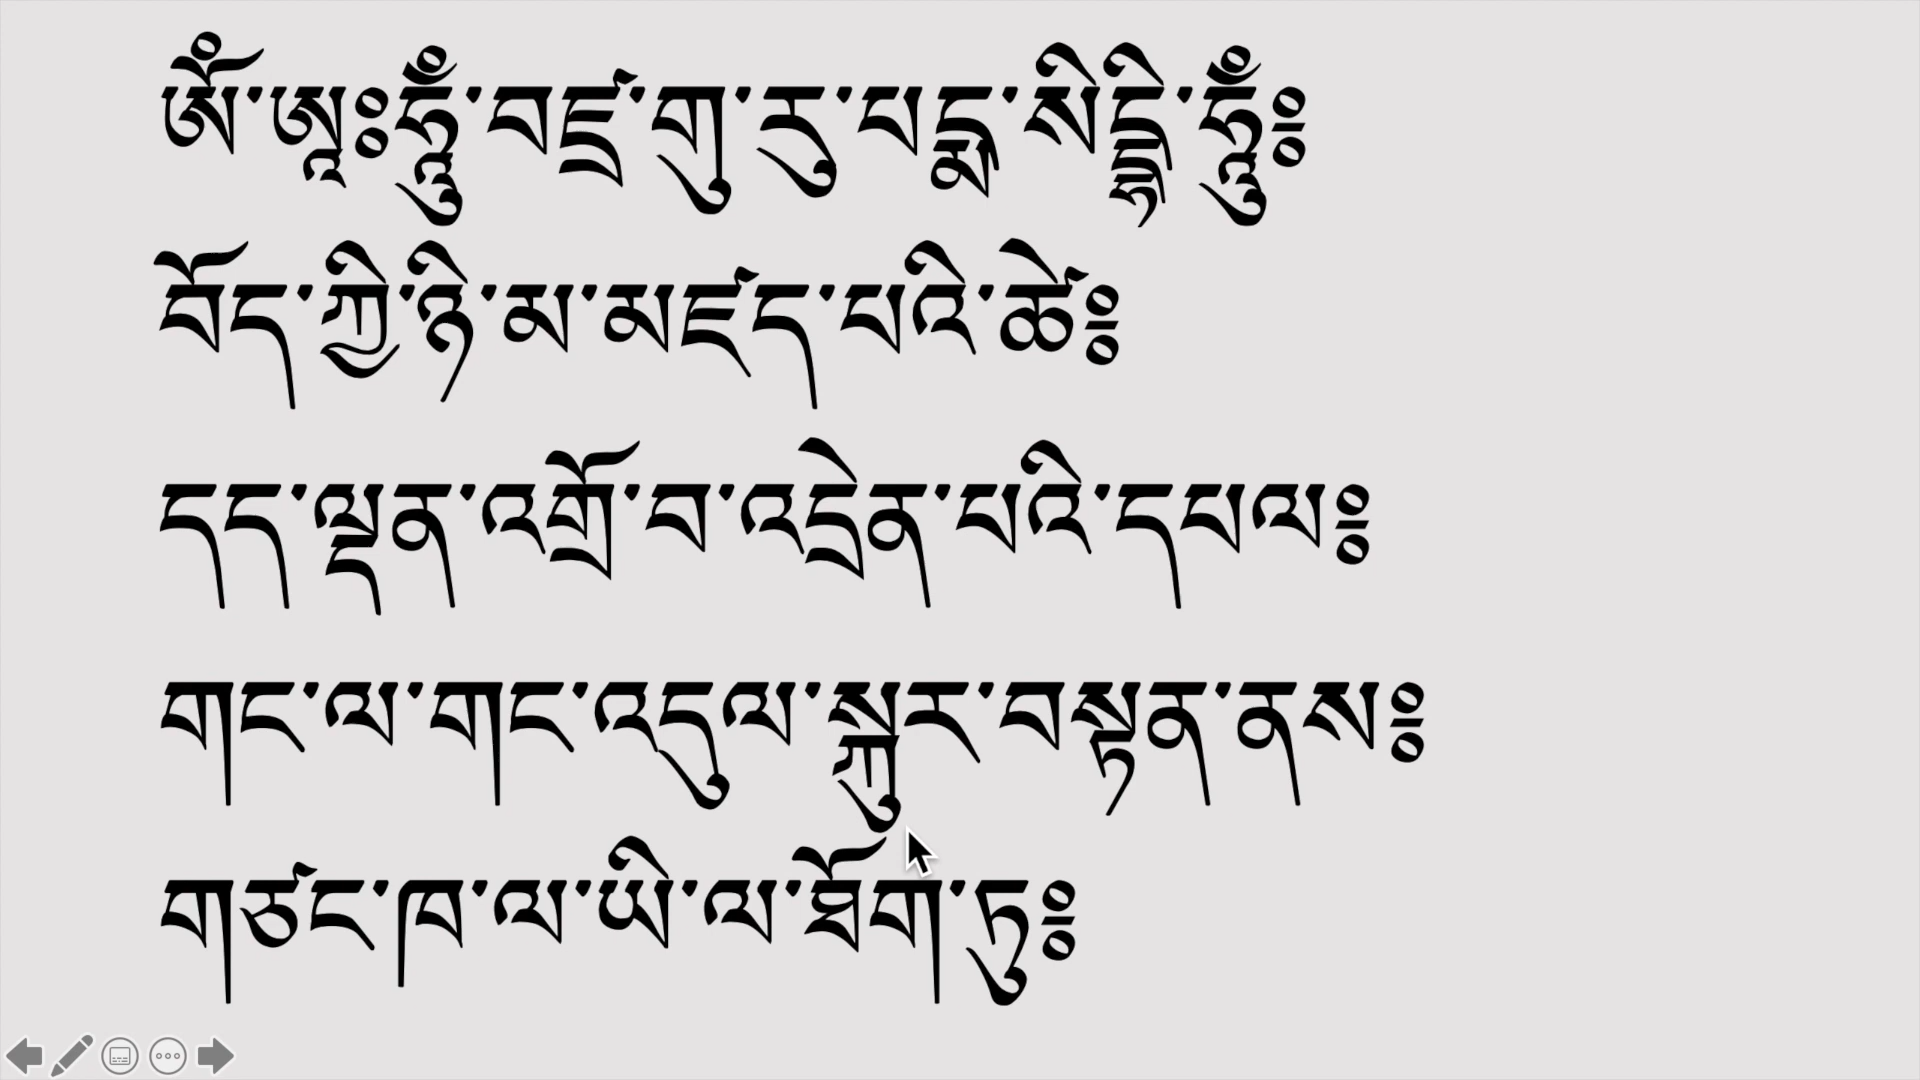 ཨོཾ་ཨཱཿཧཱུྃ་བཛྲ་གུ་རུ་པདྨ་སིདྡྷི་ཧཱུྃ༔
བོད་ཀྱི་ཉི་མ་མཛད་པའི་ཚེ༔
དད་ལྡན་འགྲོ་བ་འདྲེན་པའི་དཔལ༔
གང་ལ་གང་འདུལ་སྐུར་བསྟན་ནས༔
གཙང་ཁ་ལ་ཡི་ལ་ཐོག་ཏུ༔